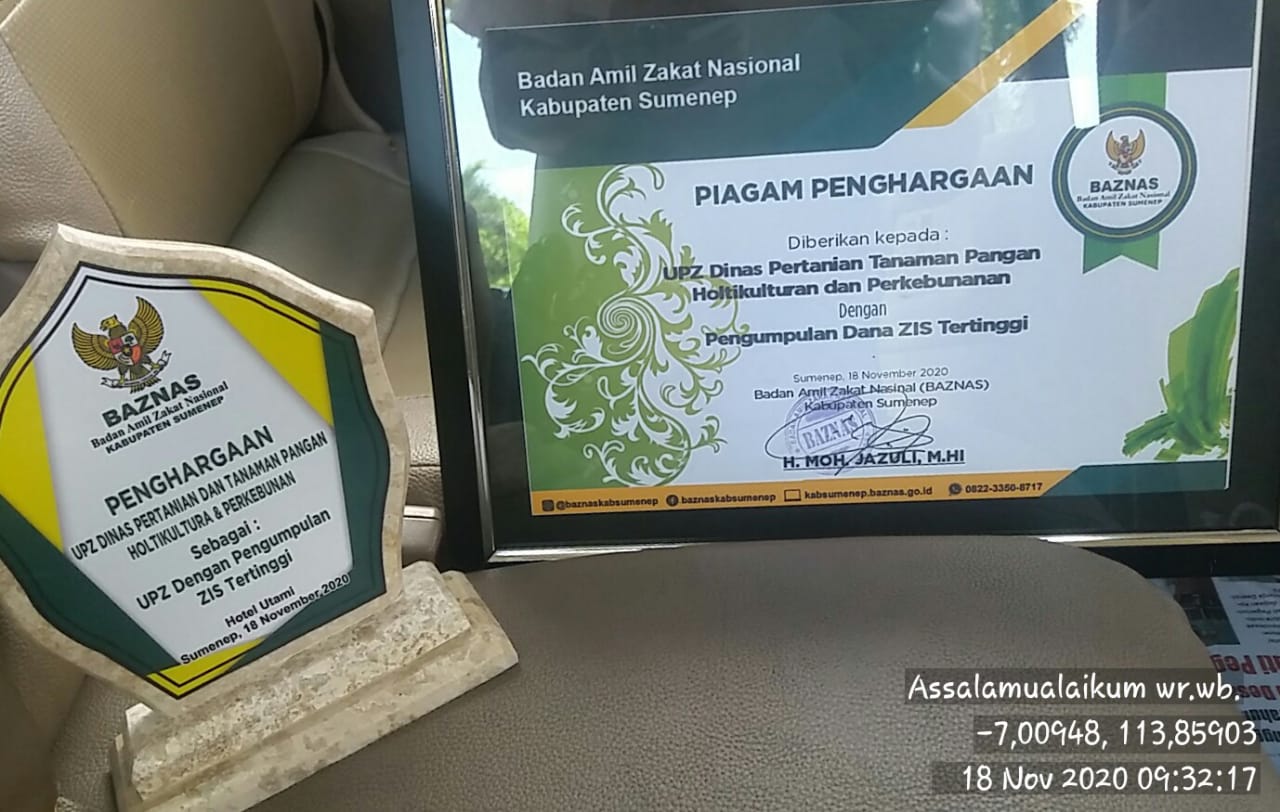 Badan Amil Zakat Nasional
Kabupaten Sumenep
PIAGAM PENGHARGAAN
BAZNAS
Badan Amil Zakat Nasional
KABUPATEN SUMENEP
Diberikan kepada :
UPZ Dinas Pertanian Tanaman Pangan
Holtikulturan dan Perkebunanan
Dengan
Pengumpulan Dana ZIS Tertinggi
Sumenep, 18 November 2020
Badan Amil Zakat Nasinal (BAZNAS)
Kabupaten Sumenep
BAZNAS
H. MOH. JAZULI, M.HI
@baznaskabsumenep .baznaskabsumenep kabsumenep.baznas.go.id 0822-3350-8717
BAZNAS
Badan Amil Zakat Nasional
KABUPATEN SUMENEP
PENGHARGAAN
UPZ DINAS PERTANIAN DAN TANAMAN PANGAN
HOLTIKULTURA & PERKEBUNAN
Sebagai :
UPZ Dengan Pengumpulan
ZIS Tertinggi
Hotel Utami
Sumenep, 18 November 2020
Assalamualaikum wr.wb.
-7,00948, 113,85903
18 Nov 2020 09:32:17